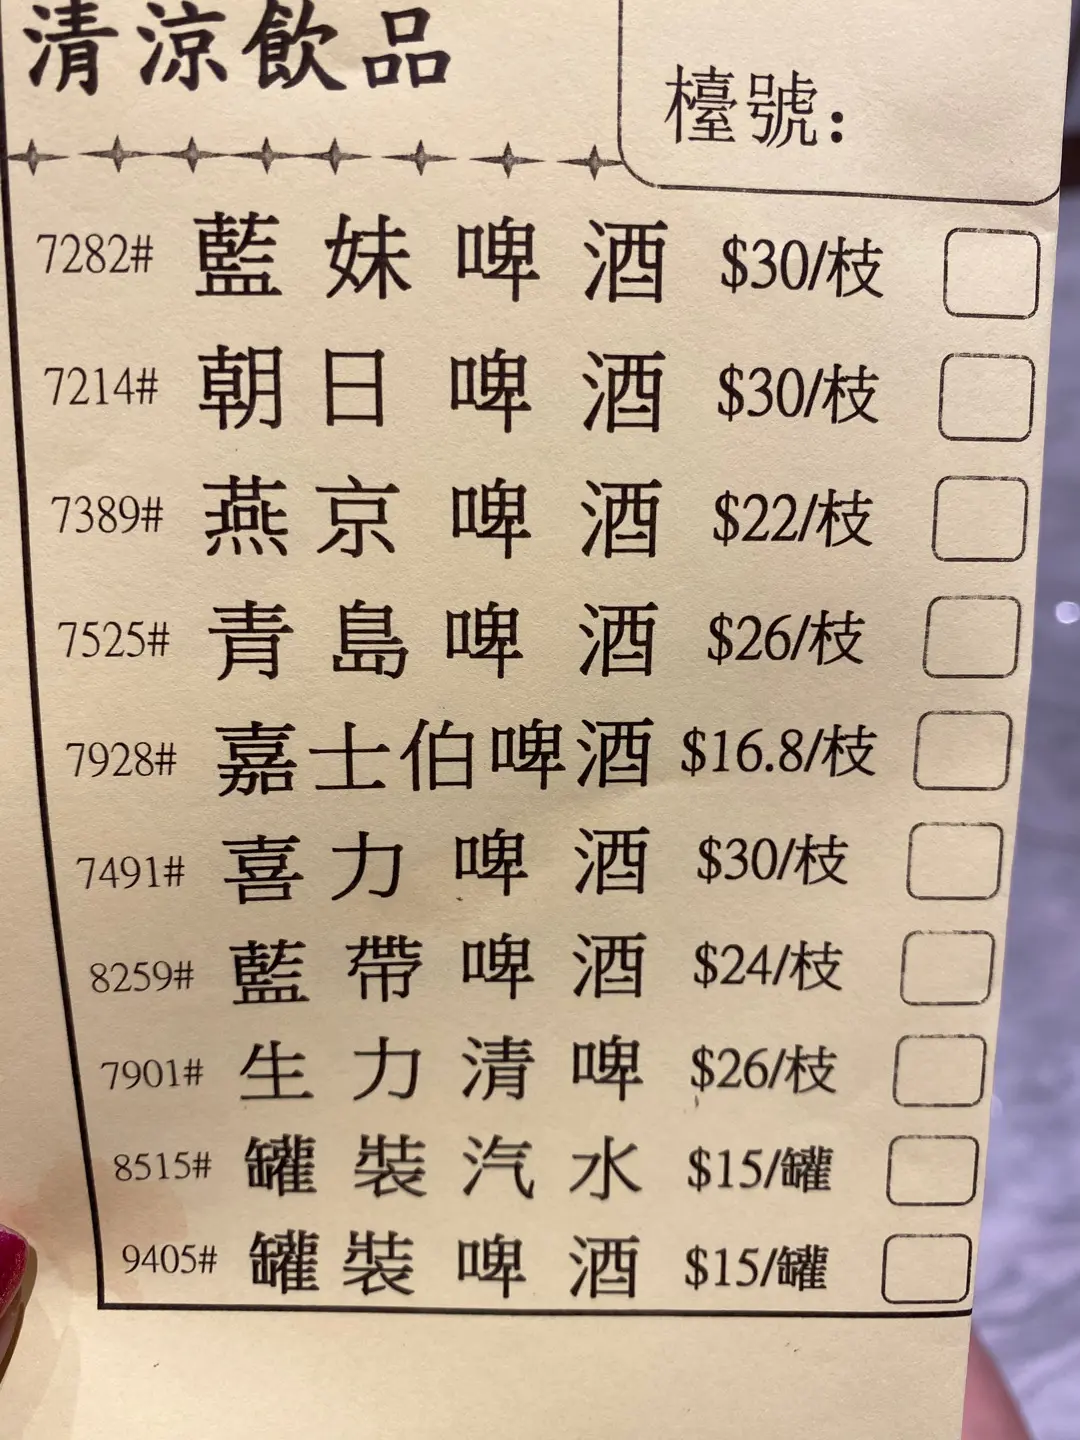 清涼飲品
檯號：
7282# 藍妹啤酒 $30/枝
7214# 朝日啤酒 $30/枝
7389# 燕京啤酒 $22/枝
7525# 青島啤酒 $26/枝
7928# 嘉士伯啤酒 $16.8/枝
7491# 喜力啤酒 $30/枝
8259# 藍帶啤酒 $24/枝
7901# 生力清啤 $26/枝
8515# 罐裝汽水 $15/罐
9405# 罐裝啤酒 $15/罐